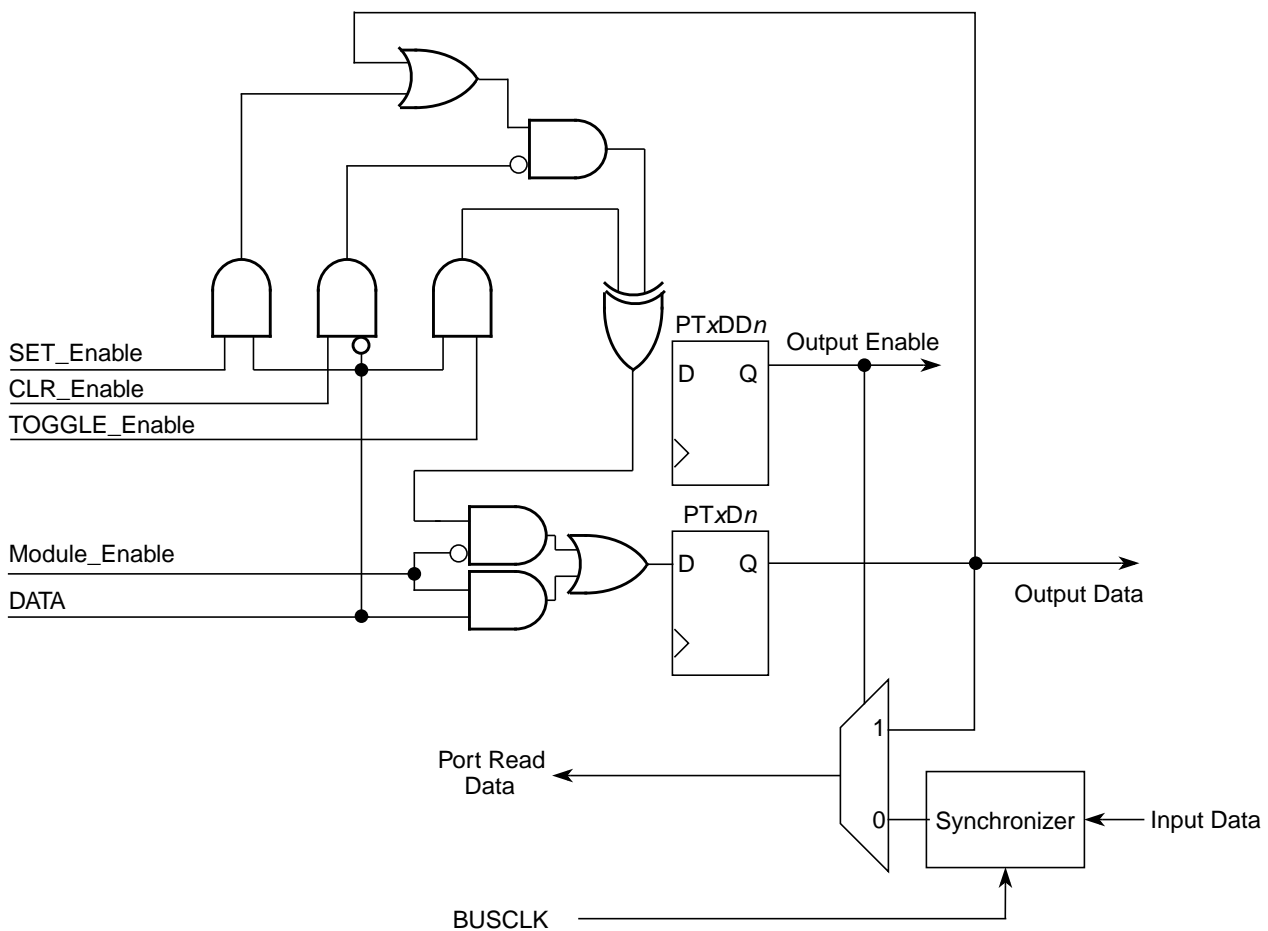 SET_Enable
CLR_Enable
TOGGLE_Enable
PTxDDn
D Q
Output Enable
PTxDn
D Q
Module_Enable
DATA
Output Data
1
Port Read
Data
0
Synchronizer
Input Data
BUSCLK